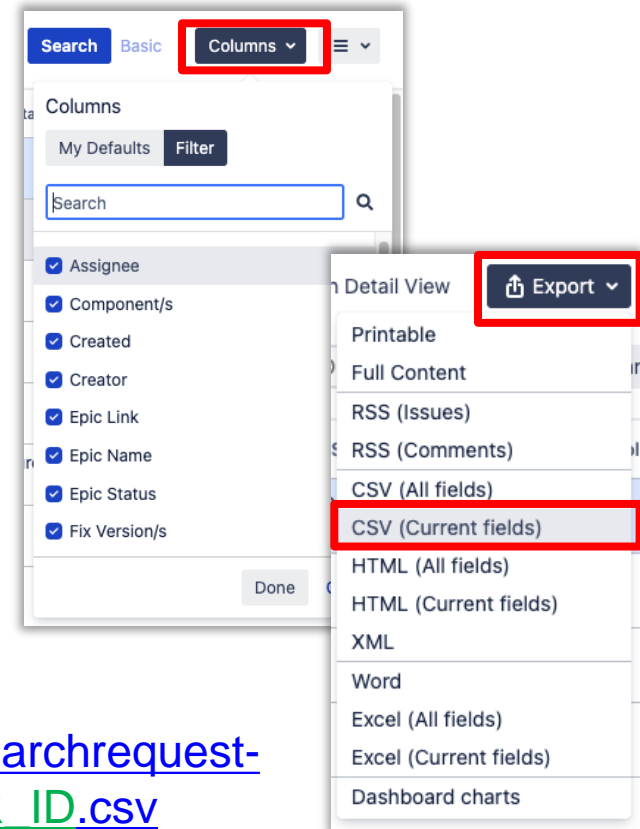 Search Basic Columns
Columns
My Defaults Filter
Search
Assignee
Component/s
Created
Creator
Epic Link
Epic Name
Epic Status
Fix Version/s
Done
Detail View Export
Printable
Full Content
RSS (Issues)
RSS (Comments)
CSV (All fields)
CSV (Current fields)
HTML (All fields)
HTML (Current fields)
XML
Word
Excel (All fields)
Excel (Current fields)
Dashboard charts
archrequest-
_ID.csv